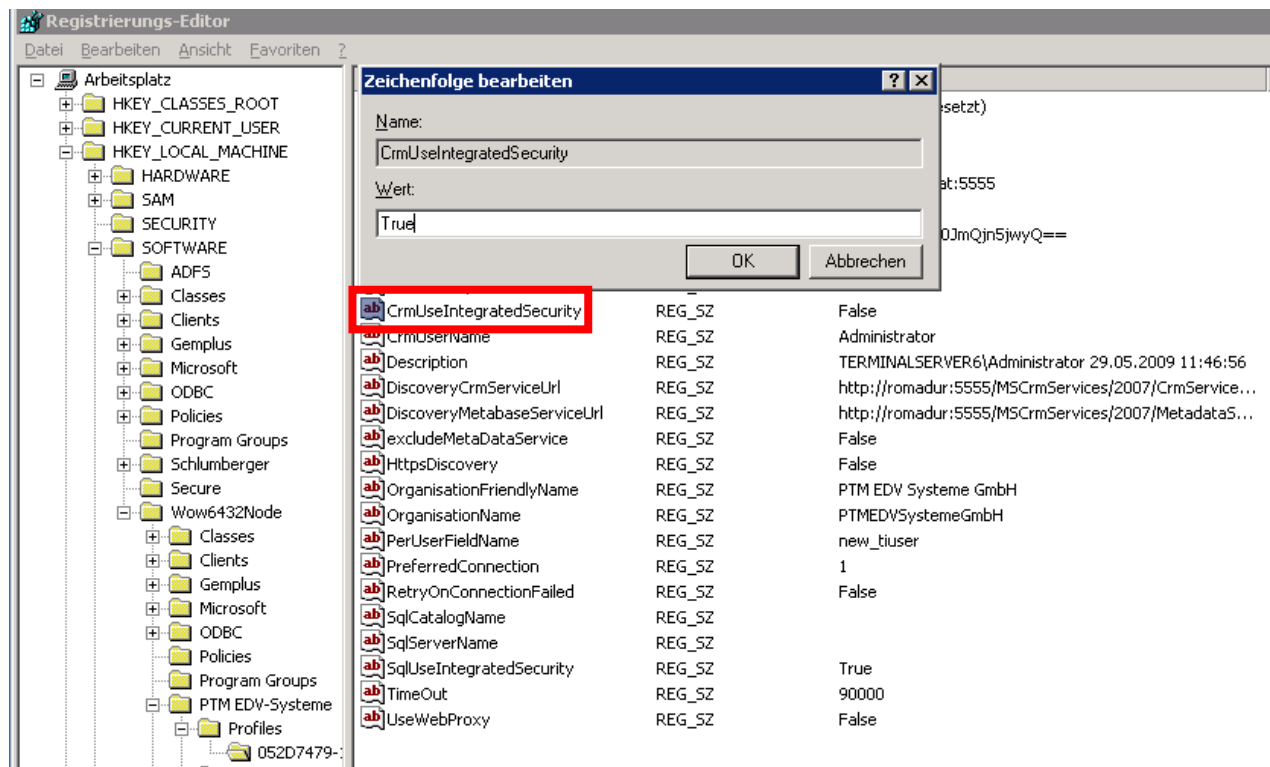 Registrierungs-Editor
Datei Bearbeiten Ansicht Favoriten ?
Arbeitsplatz
HKEY_CLASSES_ROOT
HKEY_CURRENT_USER
HKEY_LOCAL_MACHINE
HARDWARE
SAM
SECURITY
SOFTWARE
ADFS
Classes
Clients
Gemplus
Microsoft
ODBC
Policies
Program Groups
Schlumberger
Secure
Wow6432Node
Classes
Clients
Gemplus
Microsoft
ODBC
Policies
Program Groups
PTM EDV-Systeme
Profiles
052D7479-
Zeichenfolge bearbeiten
Name:
CrmUseIntegratedSecurity
Wert:
True
OK Abbrechen
esetzt)
at:5555
0JmQjn5jwyQ==
CrmUseIntegratedSecurity REG_SZ False
CrmUserName REG_SZ Administrator
Description REG_SZ TERMINALSERVER6\Administrator 29.05.2009 11:46:56
DiscoveryCrmServiceUrl REG_SZ http://romadur:5555/MSCrmServices/2007/CrmService...
DiscoveryMetabaseServiceUrl REG_SZ http://romadur:5555/MSCrmServices/2007/MetadataS...
excludeMetaDataService REG_SZ False
HttpsDiscovery REG_SZ False
OrganisationFriendlyName REG_SZ PTM EDV Systeme GmbH
OrganisationName REG_SZ PTMEDVSystemeGmbH
PerUserFieldName REG_SZ new_tiuser
PreferredConnection REG_SZ 1
RetryOnConnectionFailed REG_SZ False
SqlCatalogName REG_SZ
SqlServerName REG_SZ
SqlUseIntegratedSecurity REG_SZ True
TimeOut REG_SZ 90000
UseWebProxy REG_SZ False